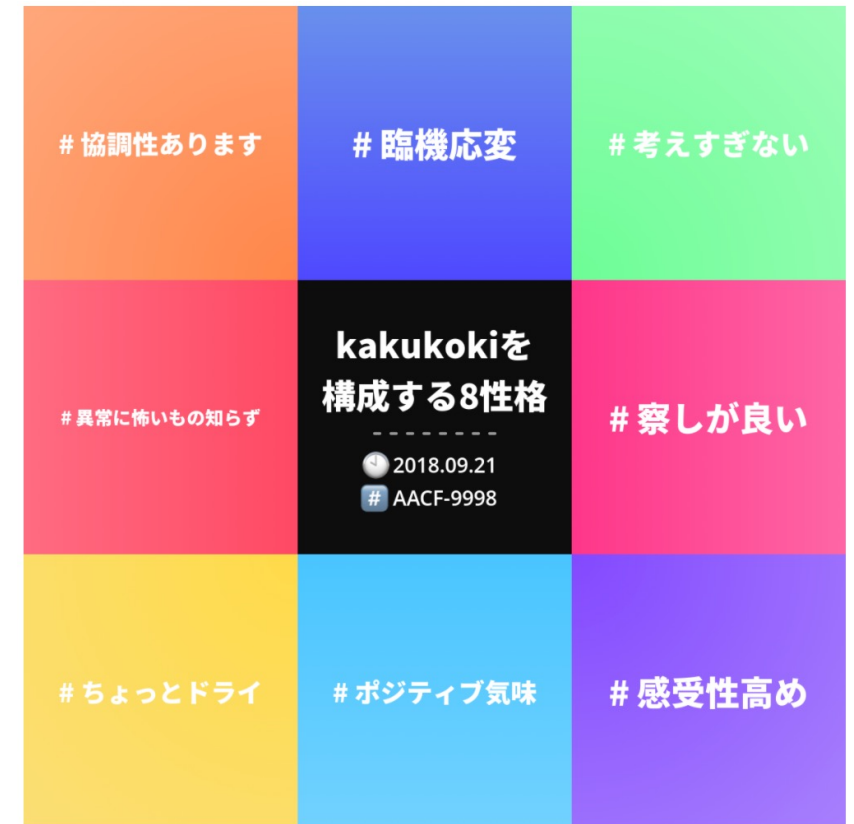 # 協調性あります
# 臨機応変
# 考えすぎない
# 異常に怖いもの知らず
kakukokiを
構成する8性格
--------
🕙 2018.09.21
#️⃣ AACF-9998
# 察しが良い
# ちょっとドライ
# ポジティブ気味
# 感受性高め